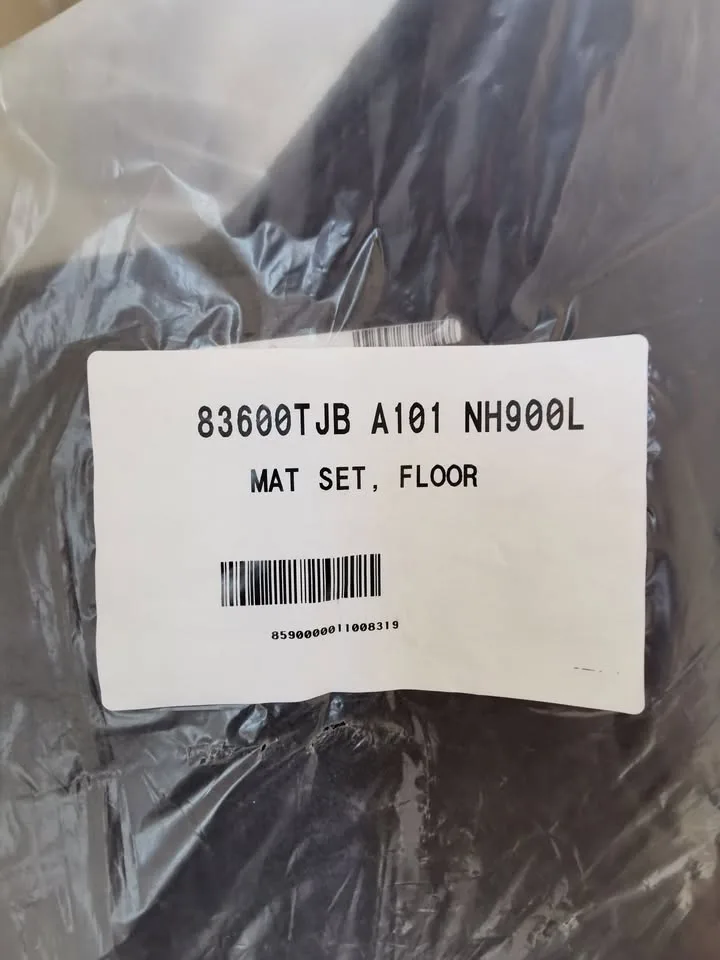 83600TJB A101 NH900L
MAT SET, FLOOR
8590000011008319